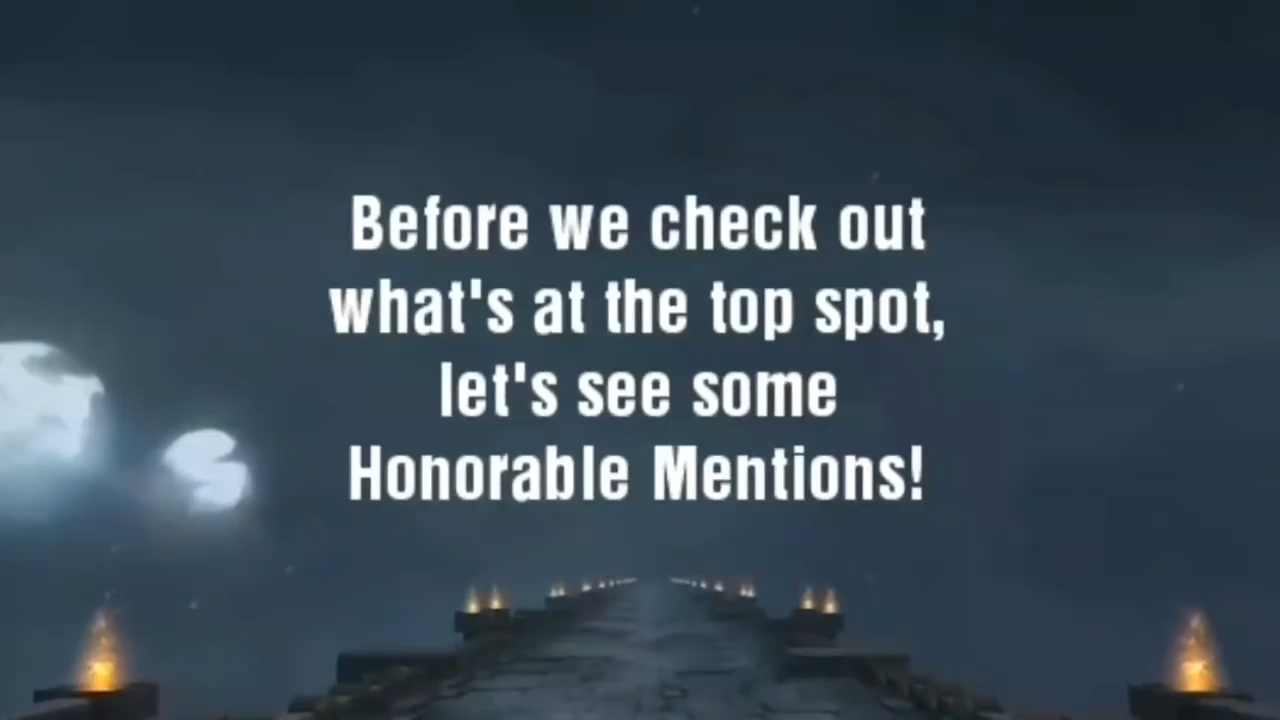 Before we check out
what's at the top spot,
let's see some
Honorable Mentions!